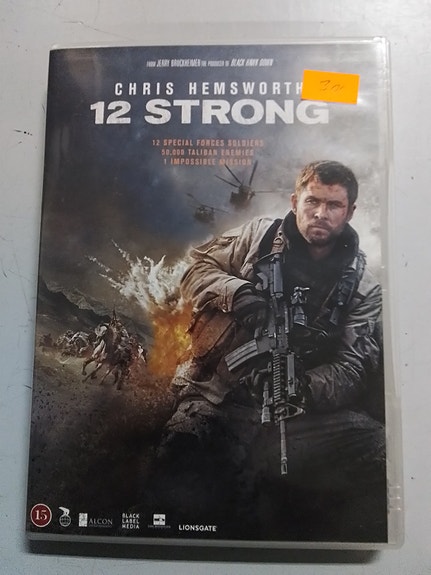 FROM JERRY BRUCKHEIMER THE PRODUCER OF BLACK HAWK DOWN
CHRIS HEMSWORTH
12 STRONG
12 SPECIAL FORCES SOLDIERS
50.000 TALIBAN ENEMIES
1 IMPOSSIBLE MISSION
15
ALCON
BLACK
LABEL
MEDIA
LIONSGATE